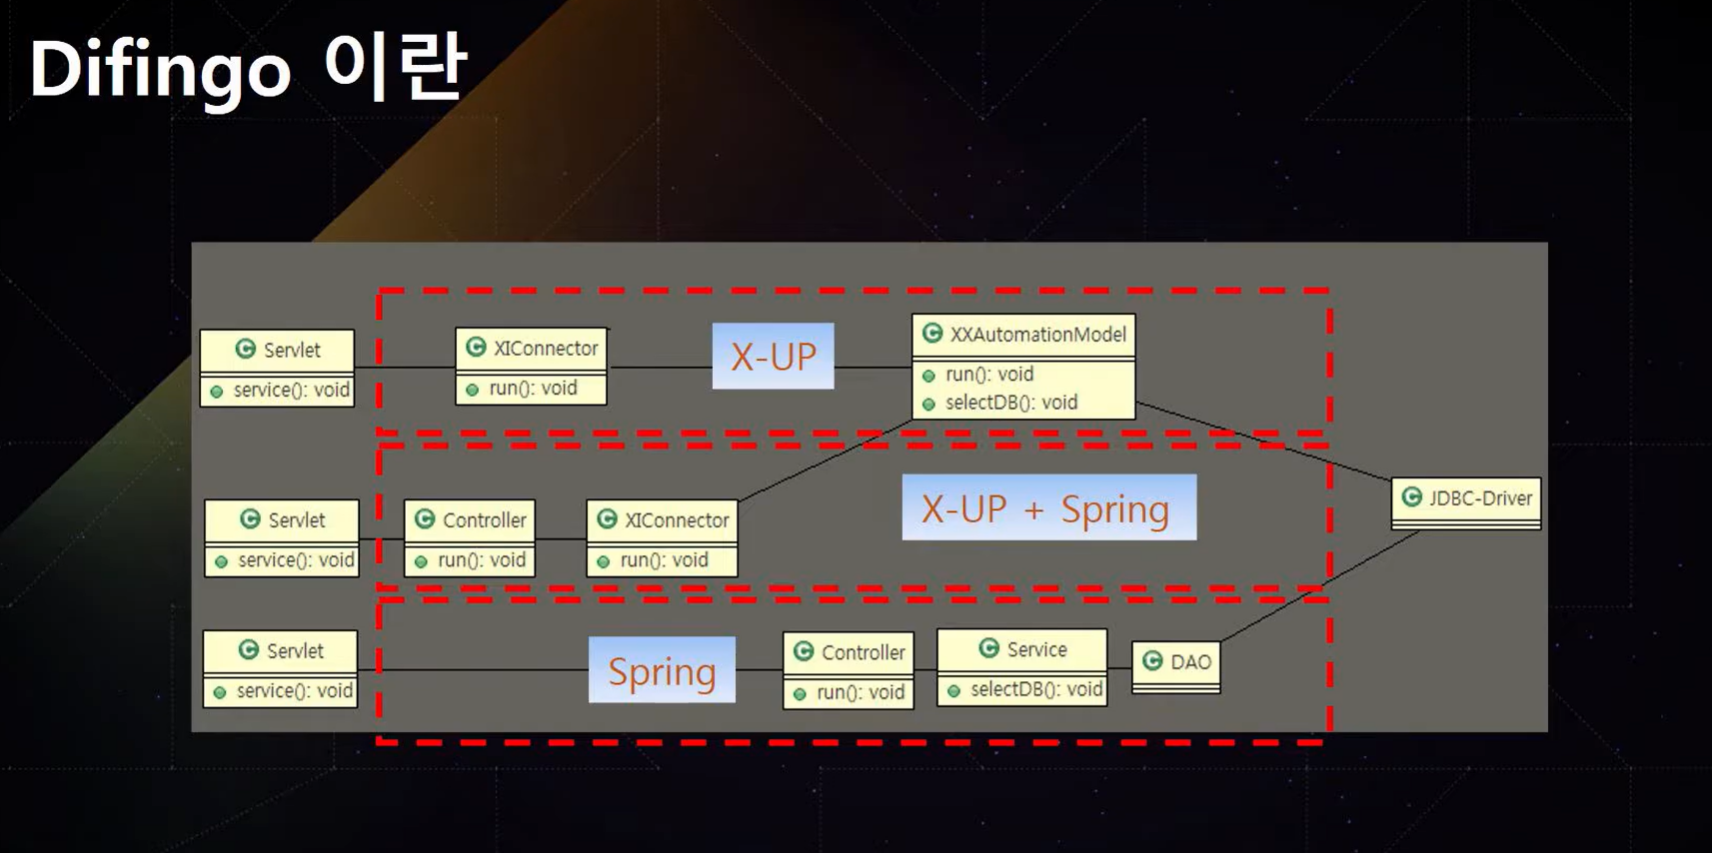 Difingo 이란
Servlet
service(): void
XIConnector
run(): void
X-UP
XXAutomationModel
run(): void
selectDB(): void
Servlet
service(): void
Controller
run(): void
XIConnector
run(): void
X-UP + Spring
JDBC-Driver
Servlet
service(): void
Spring
Controller
run(): void
Service
selectDB(): void
DAO